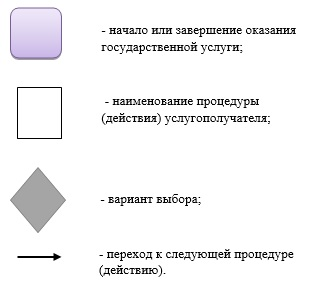 - начало или завершение оказания
государственной услуги;
- наименование процедуры
(действия) услугополучателя;
- вариант выбора;
- переход к следующей процедуре
(действию).